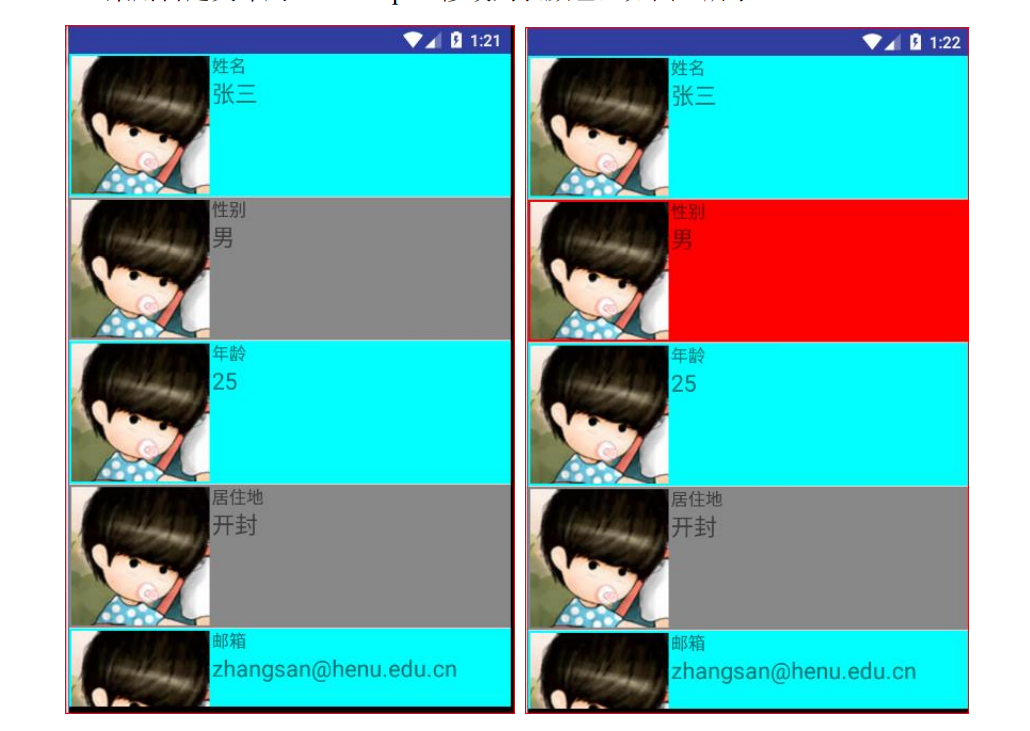 1:21
姓名
张三
性别
男
年龄
25
居住地
开封
邮箱
zhangsan@henu.edu.cn
1:22
姓名
张三
性别
男
年龄
25
居住地
开封
邮箱
zhangsan@henu.edu.cn